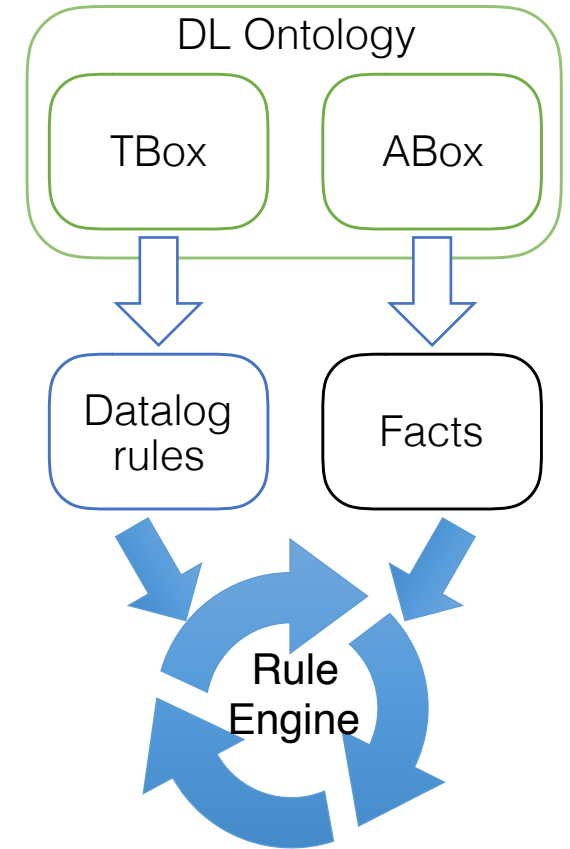 DL Ontology
TBox
ABox
Datalog
rules
Facts
Rule
Engine